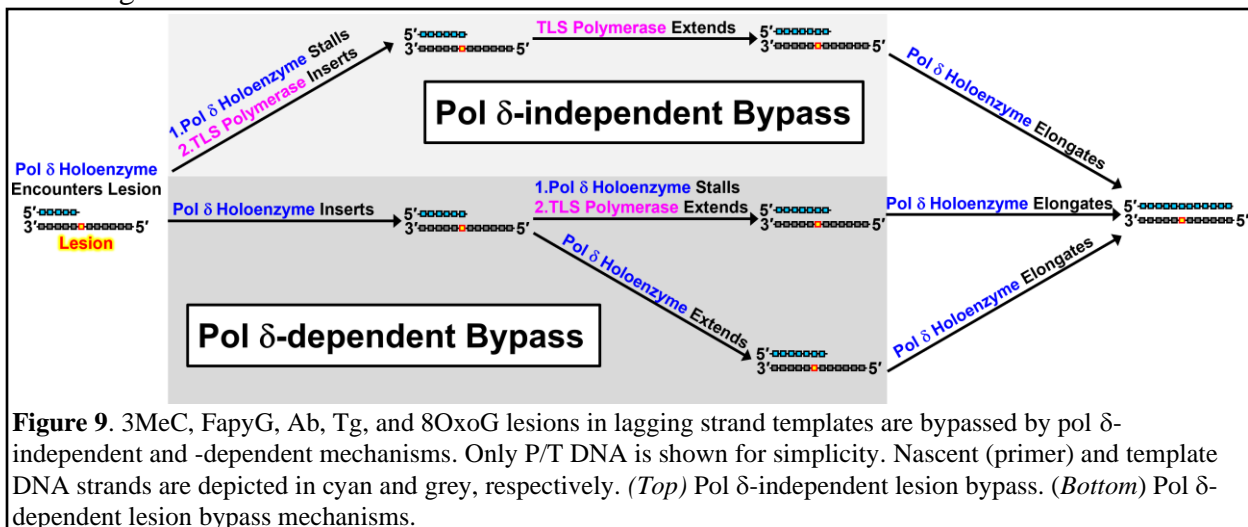 1.Pol δ Holoenzyme Stalls
2.TLS Polymerase Inserts
5′
3′ 5′
TLS Polymerase Extends
5′
3′ 5′
Pol δ Holoenzyme Elongates
Pol δ-independent Bypass
Pol δ Holoenzyme
Encounters Lesion
5′
3′ 5′
Lesion
Pol δ Holoenzyme Inserts
5′
3′ 5′
1.Pol δ Holoenzyme Stalls
2.TLS Polymerase Extends
5′
3′ 5′
Pol δ Holoenzyme Elongates
5′
3′ 5′
Pol δ Holoenzyme Extends
Pol δ-dependent Bypass
5′
3′ 5′
Pol δ Holoenzyme Elongates
Figure 9. 3MeC, FapyG, Ab, Tg, and 8OxoG lesions in lagging strand templates are bypassed by pol δ-
independent and -dependent mechanisms. Only P/T DNA is shown for simplicity. Nascent (primer) and template
DNA strands are depicted in cyan and grey, respectively. (Top) Pol δ-independent lesion bypass. (Bottom) Pol δ-
dependent lesion bypass mechanisms.